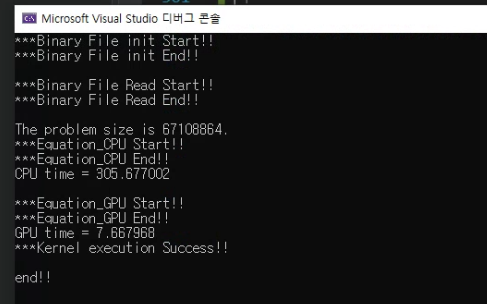 Microsoft Visual Studio 디버그 콘솔
***Binary File init Start!!
***Binary File init End!!
***Binary File Read Start!!
***Binary File Read End!!
The problem size is 67108864.
***Equation_CPU Start!!
***Equation_CPU End!!
CPU time = 305.677002
***Equation_GPU Start!!
***Equation_GPU End!!
GPU time = 7.667968
***Kernel execution Success!!
end!!